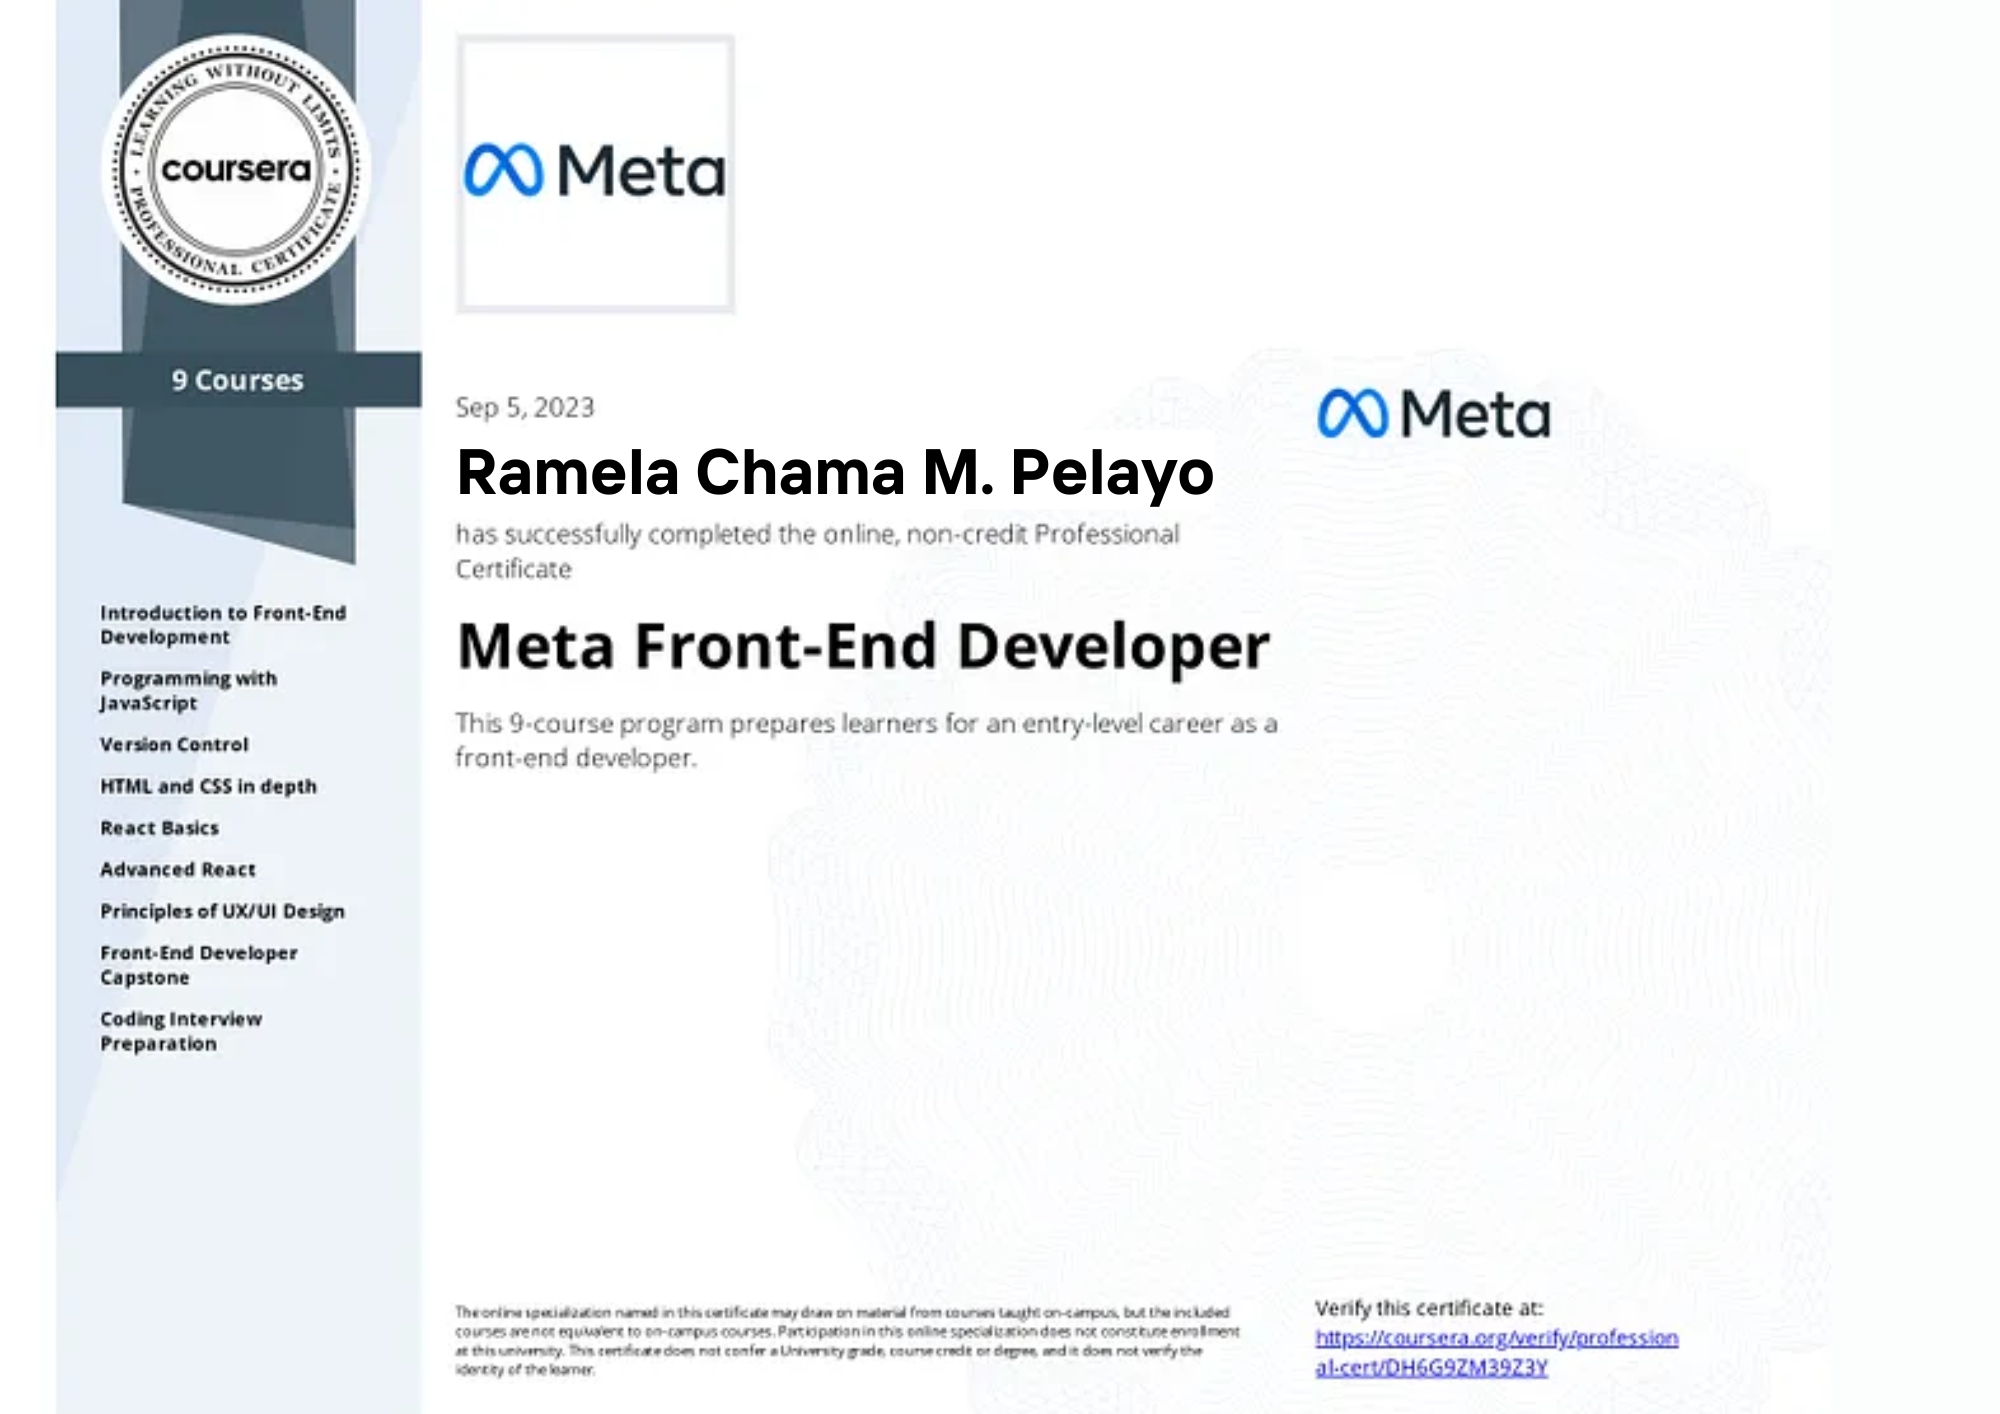 LEARNING WITHOUT LIMITS
coursera
PROFESSIONAL CERTIFICATE
9 Courses
Introduction to Front-End
Development
Programming with
JavaScript
Version Control
HTML and CSS in depth
React Basics
Advanced React
Principles of UX/UI Design
Front-End Developer
Capstone
Coding Interview
Preparation
Meta
Sep 5, 2023
Ramela Chama M. Pelayo
has successfully completed the online, non-credit Professional
Certificate
Meta Front-End Developer
This 9-course program prepares learners for an entry-level career as a
front-end developer.
Meta
The online specialization named in this certificate may draw on material from courses taught on-campus, but the included
courses are not equivalent to on-campus courses. Participation in this online specialization does not constitute enrollment
at this university. This certificate does not confer a University grade, course credit or degree, and it does not verify the
identity of the learner.
Verify this certificate at:
https://coursera.org/verify/profession
al-cert/DH6G9ZM39Z3Y